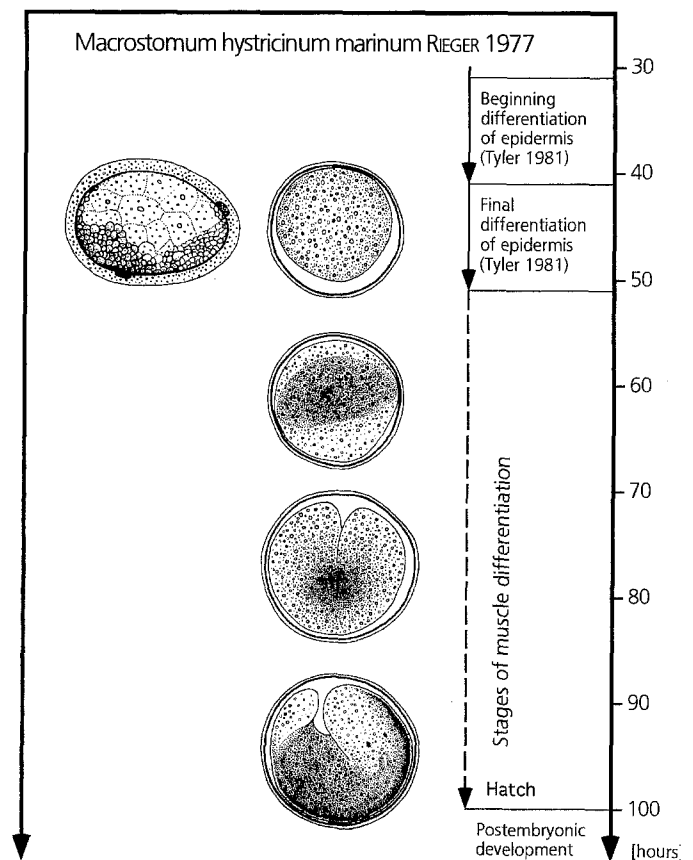 Macrostomum hystricinum marinum RIEGER 1977
30
Beginning
differentiation
of epidermis
(Tyler 1981)
40
Final
differentiation
of epidermis
(Tyler 1981)
50
60
70
Stages of muscle differentiation
80
90
Hatch
100
Postembryonic
development
[hours]